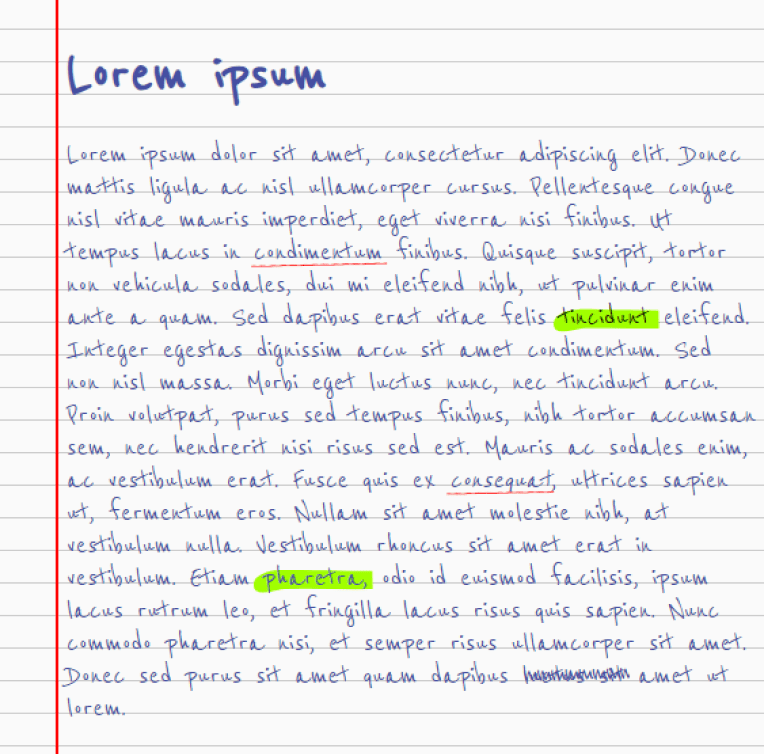 Lorem ipsum
Lorem ipsum dolor sit amet, consectetur adipiscing elit. Donec
mattis ligula ac nisl ullamcorper cursus. Pellentesque congue
nisl vitae mauris imperdiet, eget viverra nisi finibus. Ut
tempus lacus in condimentum finibus. Quisque suscipit, tortor
non vehicula sodales, dui mi eleifend nibh, ut pulvinar enim
ante a quam. Sed dapibus erat vitae felis tincidunt eleifend.
Integer egestas dignissim arcu sit amet condimentum. Sed
non nisl massa. Morbi eget luctus nunc, nec tincidunt arcu.
Proin volutpat, purus sed tempus finibus, nibh tortor accumsan
sem, nec hendrerit nisi risus sed est. Mauris ac sodales enim,
ac vestibulum erat. Fusce quis ex consequat, ultrices sapien
ut, fermentum eros. Nullam sit amet molestie nibh, at
vestibulum nulla. Vestibulum rhoncus sit amet erat in
vestibulum. Etiam pharetra, odio id euismod facilisis, ipsum
lacus rutrum leo, et fringilla lacus risus quis sapien. Nunc
commodo pharetra nisi, et semper risus ullamcorper sit amet.
Donec sed purus sit amet quam dapibus amet ut
lorem.